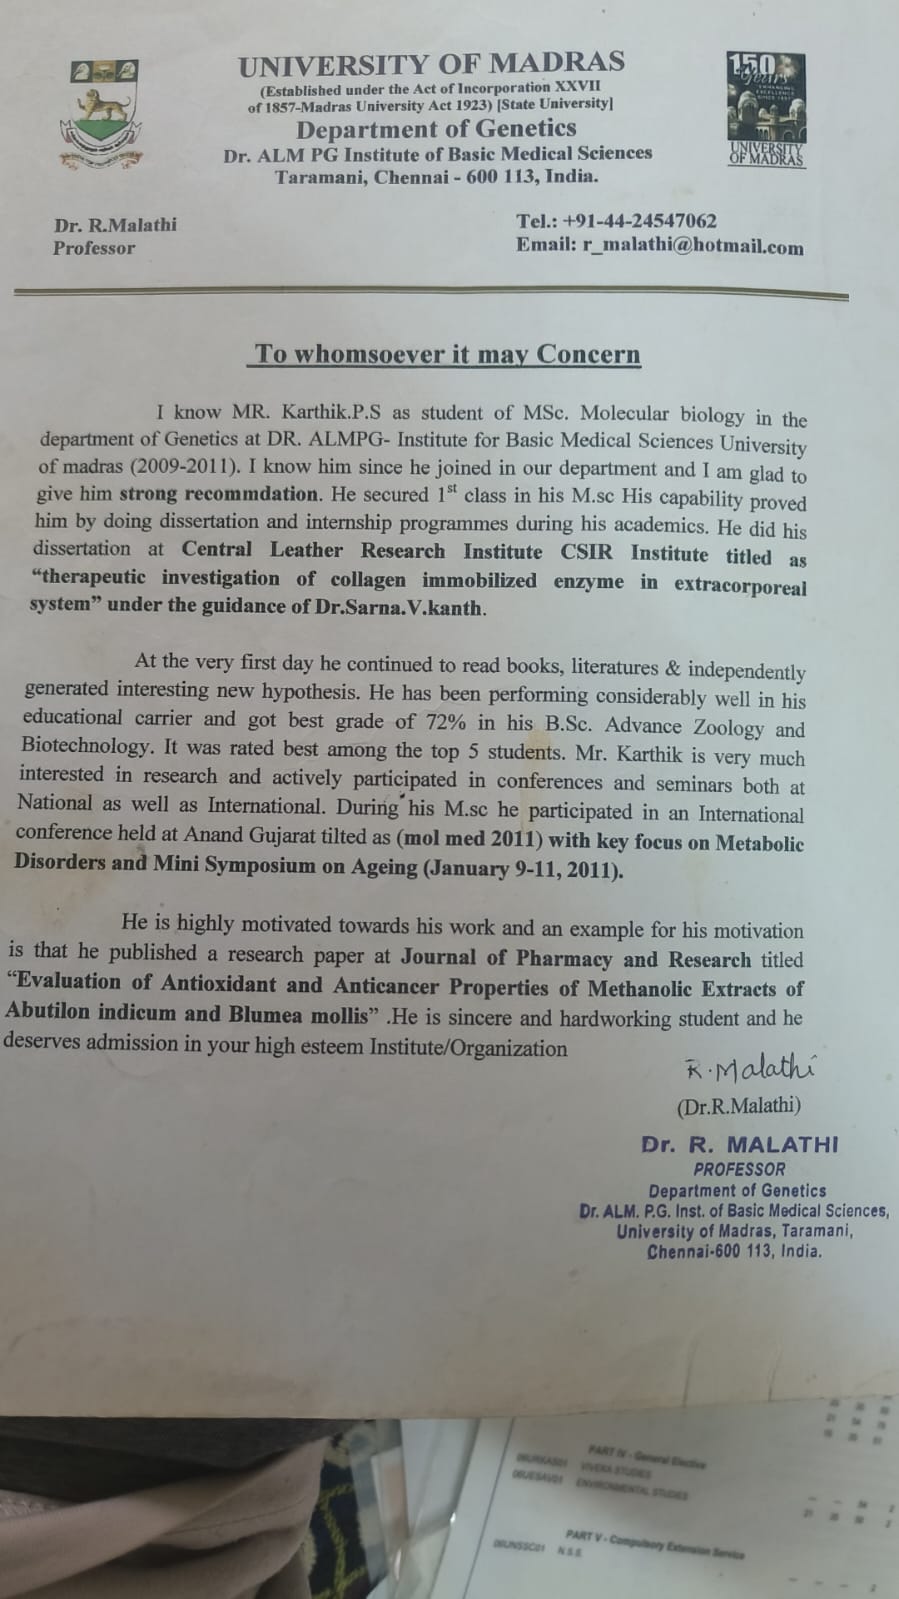 UNIVERSITY OF MADRAS
(Established under the Act of Incorporation XXVII
of 1857-Madras University Act 1923) [State University]
Department of Genetics
Dr. ALM PG Institute of Basic Medical Sciences
Taramani, Chennai - 600 113, India.
150
Years
UNIVERSITY
OF MADRAS
Dr. R.Malathi
Professor
Tel.: +91-44-24547062
Email: r_malathi@hotmail.com
To whomsoever it may Concern
I know MR. Karthik.P.S as student of MSc. Molecular biology in the
department of Genetics at DR. ALMPG- Institute for Basic Medical Sciences University
of madras (2009-2011). I know him since he joined in our department and I am glad to
give him strong recommdation. He secured 1st class in his M.sc His capability proved
him by doing dissertation and internship programmes during his academics. He did his
dissertation at Central Leather Research Institute CSIR Institute titled as
“therapeutic investigation of collagen immobilized enzyme in extracorporeal
system” under the guidance of Dr.Sarna.V.kanth.
At the very first day he continued to read books, literatures & independently
generated interesting new hypothesis. He has been performing considerably well in his
educational carrier and got best grade of 72% in his B.Sc. Advance Zoology and
Biotechnology. It was rated best among the top 5 students. Mr. Karthik is very much
interested in research and actively participated in conferences and seminars both at
National as well as International. During his M.sc he participated in an International
conference held at Anand Gujarat tilted as (mol med 2011) with key focus on Metabolic
Disorders and Mini Symposium on Ageing (January 9-11, 2011).
He is highly motivated towards his work and an example for his motivation
is that he published a research paper at Journal of Pharmacy and Research titled
“Evaluation of Antioxidant and Anticancer Properties of Methanolic Extracts of
Abutilon indicum and Blumea mollis” .He is sincere and hardworking student and he
deserves admission in your high esteem Institute/Organization
R.Malathi
(Dr.R.Malathi)
Dr. R. MALATHI
PROFESSOR
Department of Genetics
Dr. ALM. P.G. Inst. of Basic Medical Sciences,
University of Madras, Taramani,
Chennai-600 113, India.
PART IV - General Elective
ENVIRONMENTAL STUDIES
PART V - Compulsory Extension Service
N.S.S